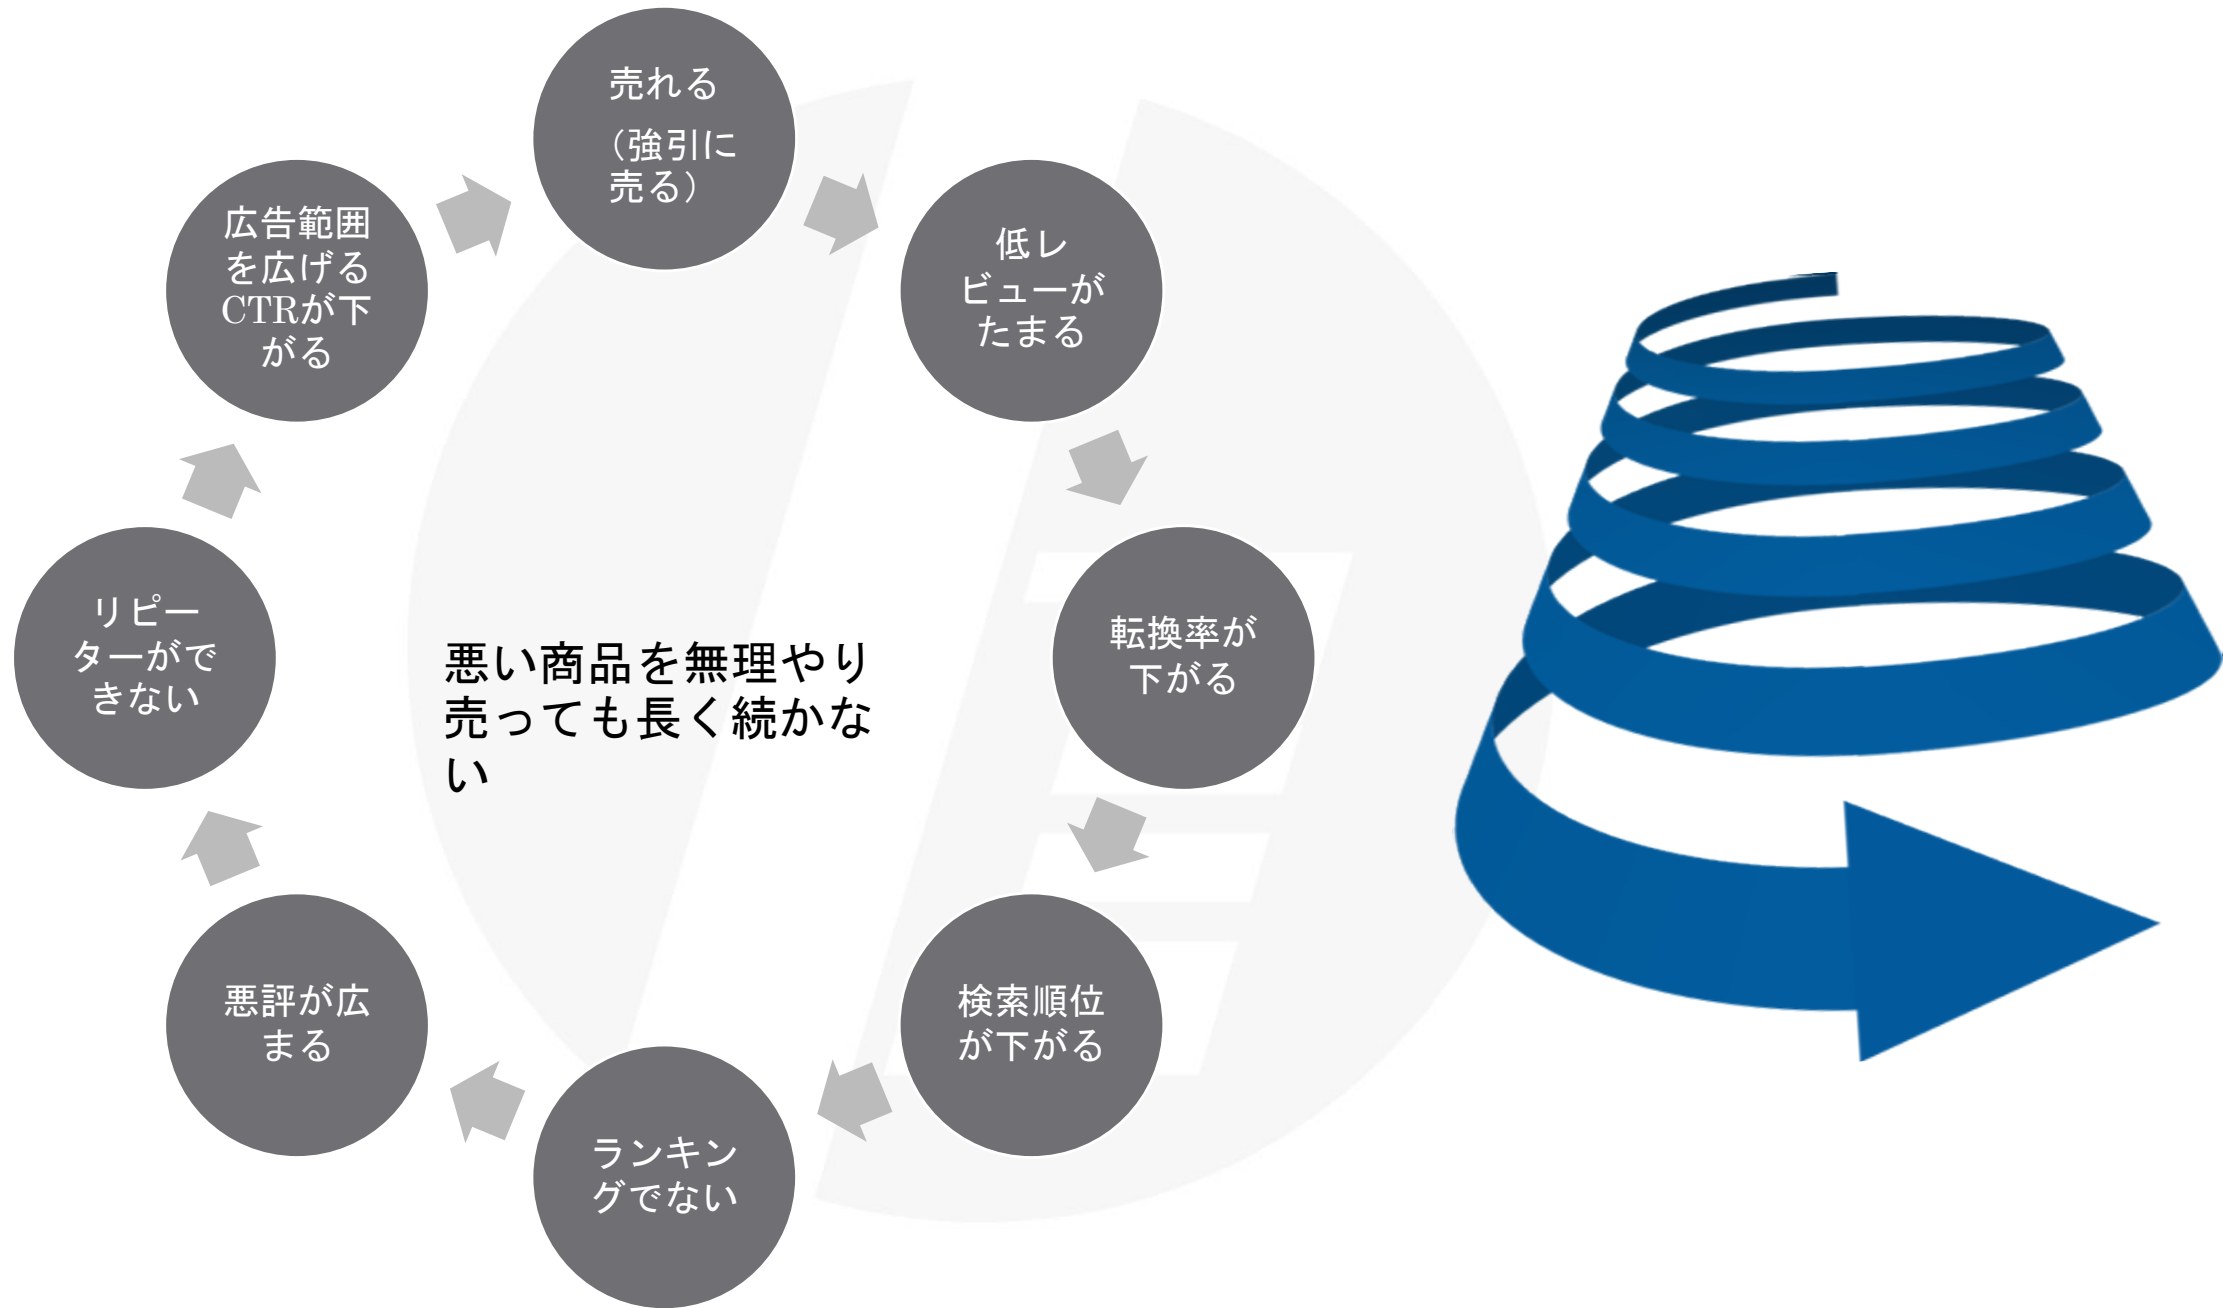 売れる
（強引に
売る）
低レ
ビューが
たまる
転換率が
下がる
検索順位
が下がる
ランキン
グでない
悪評が広
まる
リピー
ターがで
きない
広告範囲
を広げる
CTRが下
がる
悪い商品を無理やり
売っても長く続かな
い